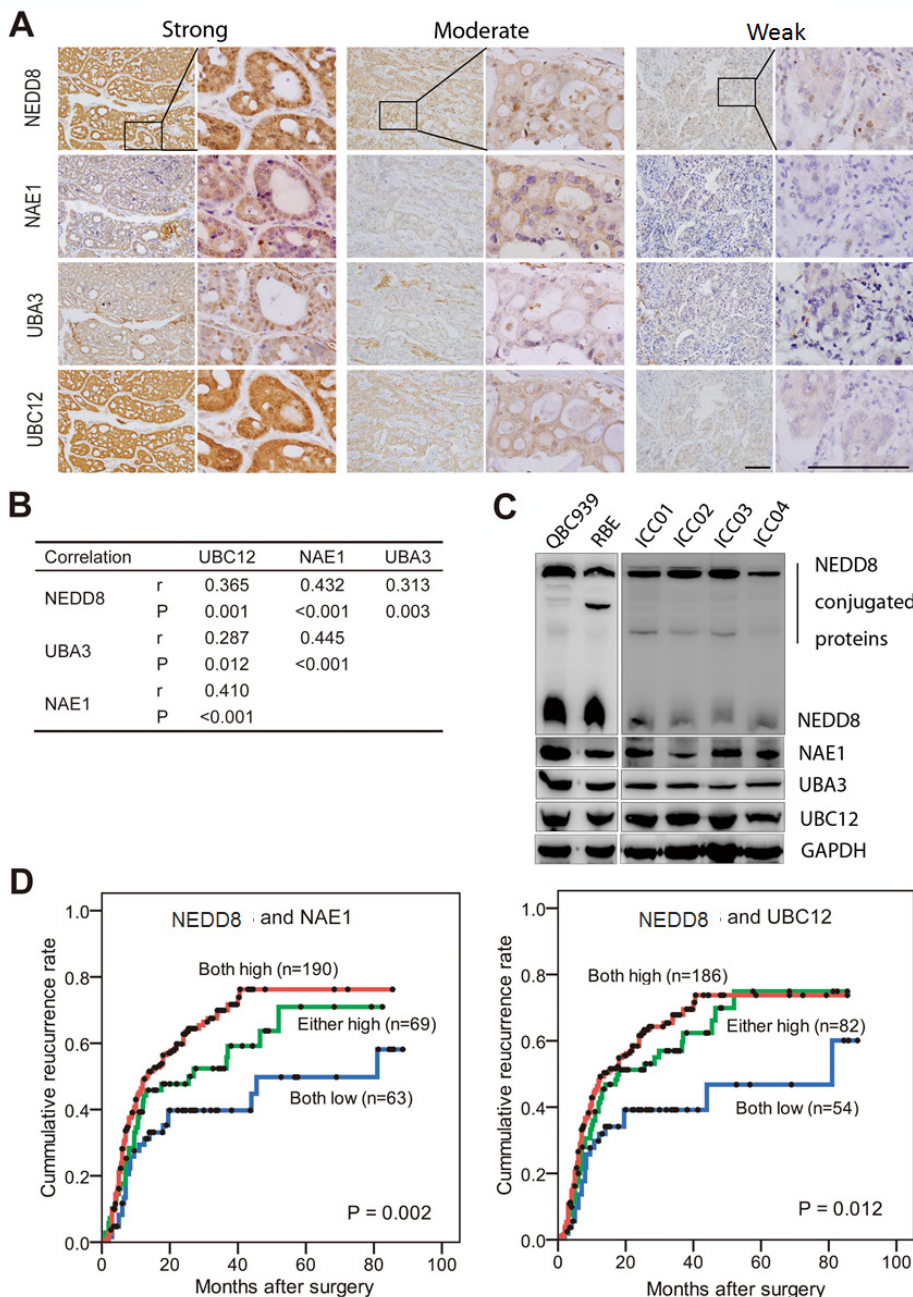 A
Strong Moderate Weak
NEDD8
NAE1
UBA3
UBC12
B
Correlation UBC12 NAE1 UBA3
NEDD8 r 0.365 0.432 0.313
P 0.001 <0.001 0.003
UBA3 r 0.287 0.445
P 0.012 <0.001
NAE1 r 0.410
P <0.001
C
QBC939 RBE ICC01 ICC02 ICC03 ICC04
NEDD8
conjugated
proteins
NEDD8
NAE1
UBA3
UBC12
GAPDH
D
NEDD8 and NAE1
Both high (n=190)
Either high (n=69)
Both low (n=63)
P = 0.002
Cummulative reucurrence rate
1.0
0.8
0.6
0.4
0.2
0.0
0 20 40 60 80 100
Months after surgery
NEDD8 and UBC12
Both high (n=186)
Either high (n=82)
Both low (n=54)
P = 0.012
Cummulative reucurrence rate
1.0
0.8
0.6
0.4
0.2
0.0
0 20 40 60 80 100
Months after surgery